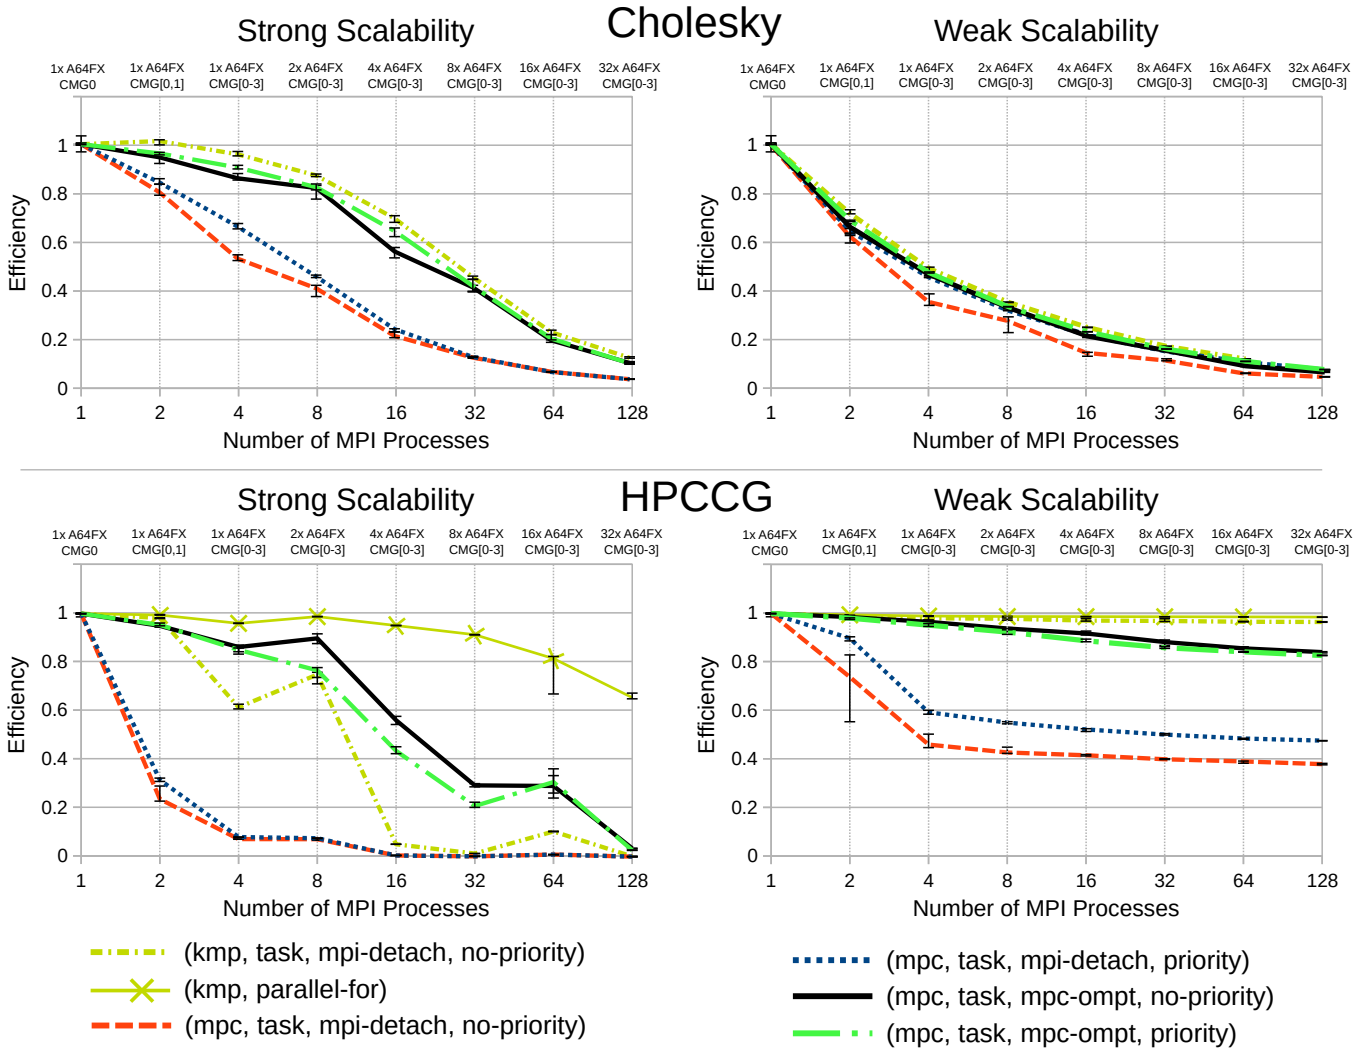 Cholesky
Strong Scalability
1x A64FX CMG0
1x A64FX CMG[0,1]
1x A64FX CMG[0-3]
2x A64FX CMG[0-3]
4x A64FX CMG[0-3]
8x A64FX CMG[0-3]
16x A64FX CMG[0-3]
32x A64FX CMG[0-3]
Efficiency
1
0.8
0.6
0.4
0.2
0
1 2 4 8 16 32 64 128
Number of MPI Processes
Weak Scalability
1x A64FX CMG0
1x A64FX CMG[0,1]
1x A64FX CMG[0-3]
2x A64FX CMG[0-3]
4x A64FX CMG[0-3]
8x A64FX CMG[0-3]
16x A64FX CMG[0-3]
32x A64FX CMG[0-3]
Efficiency
1
0.8
0.6
0.4
0.2
0
1 2 4 8 16 32 64 128
Number of MPI Processes
HPCCG
Strong Scalability
1x A64FX CMG0
1x A64FX CMG[0,1]
1x A64FX CMG[0-3]
2x A64FX CMG[0-3]
4x A64FX CMG[0-3]
8x A64FX CMG[0-3]
16x A64FX CMG[0-3]
32x A64FX CMG[0-3]
Efficiency
1
0.8
0.6
0.4
0.2
0
1 2 4 8 16 32 64 128
Number of MPI Processes
Weak Scalability
1x A64FX CMG0
1x A64FX CMG[0,1]
1x A64FX CMG[0-3]
2x A64FX CMG[0-3]
4x A64FX CMG[0-3]
8x A64FX CMG[0-3]
16x A64FX CMG[0-3]
32x A64FX CMG[0-3]
Efficiency
1
0.8
0.6
0.4
0.2
0
1 2 4 8 16 32 64 128
Number of MPI Processes
(kmp, task, mpi-detach, no-priority)
(kmp, parallel-for)
(mpc, task, mpi-detach, no-priority)
(mpc, task, mpi-detach, priority)
(mpc, task, mpc-ompt, no-priority)
(mpc, task, mpc-ompt, priority)